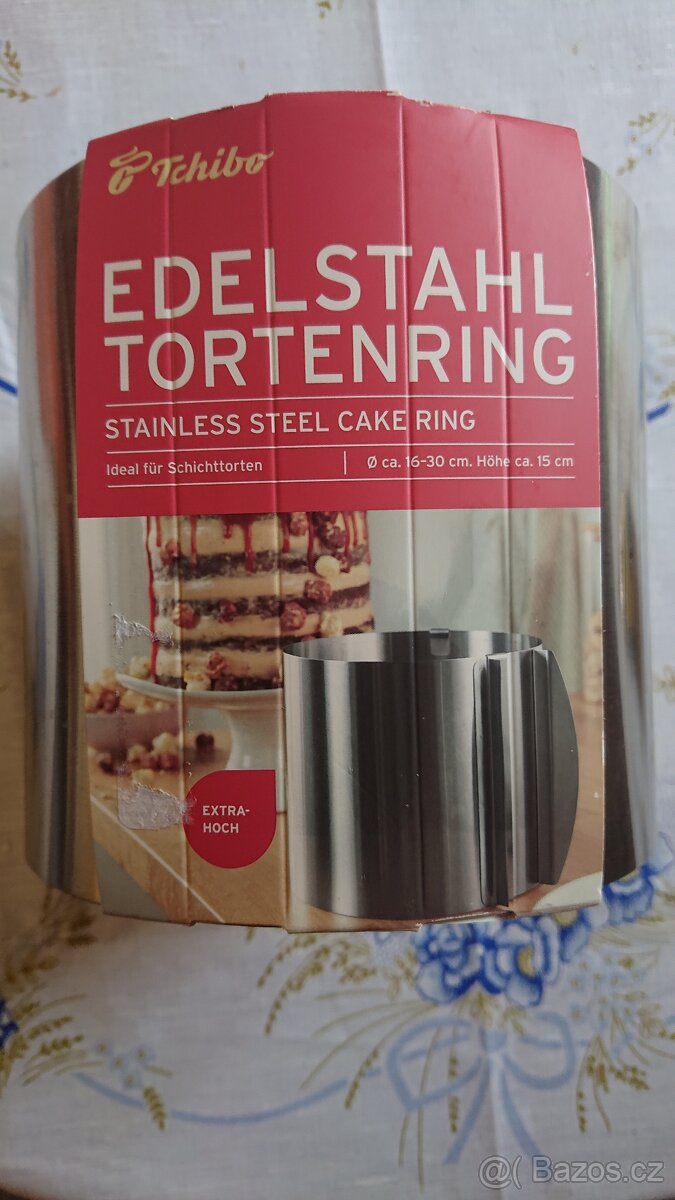 Tchibo
EDELSTAHL
TORTENRING
STAINLESS STEEL CAKE RING
Ideal für Schichttorten
Ø ca. 16–30 cm. Höhe ca. 15 cm
EXTRA-
HOCH
@( Bazos.cz